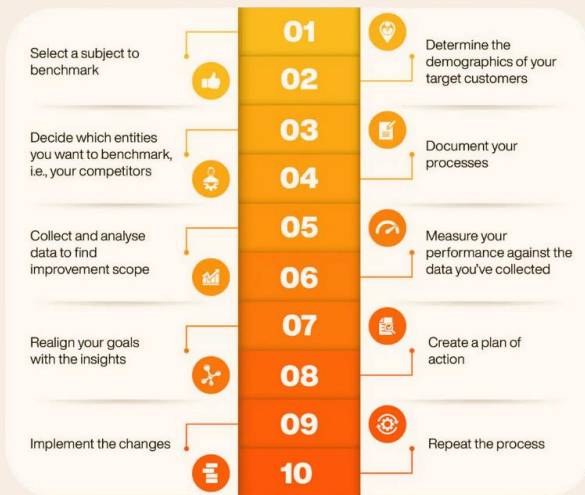 01
Select a subject to
benchmark
02
Determine the
demographics of your
target customers
03
Decide which entities
you want to benchmark,
i.e., your competitors
04
Document your
processes
05
Collect and analyse
data to find
improvement scope
06
Measure your
performance against the
data you've collected
07
Realign your goals
with the insights
08
Create a plan of
action
09
Implement the changes
10
Repeat the process